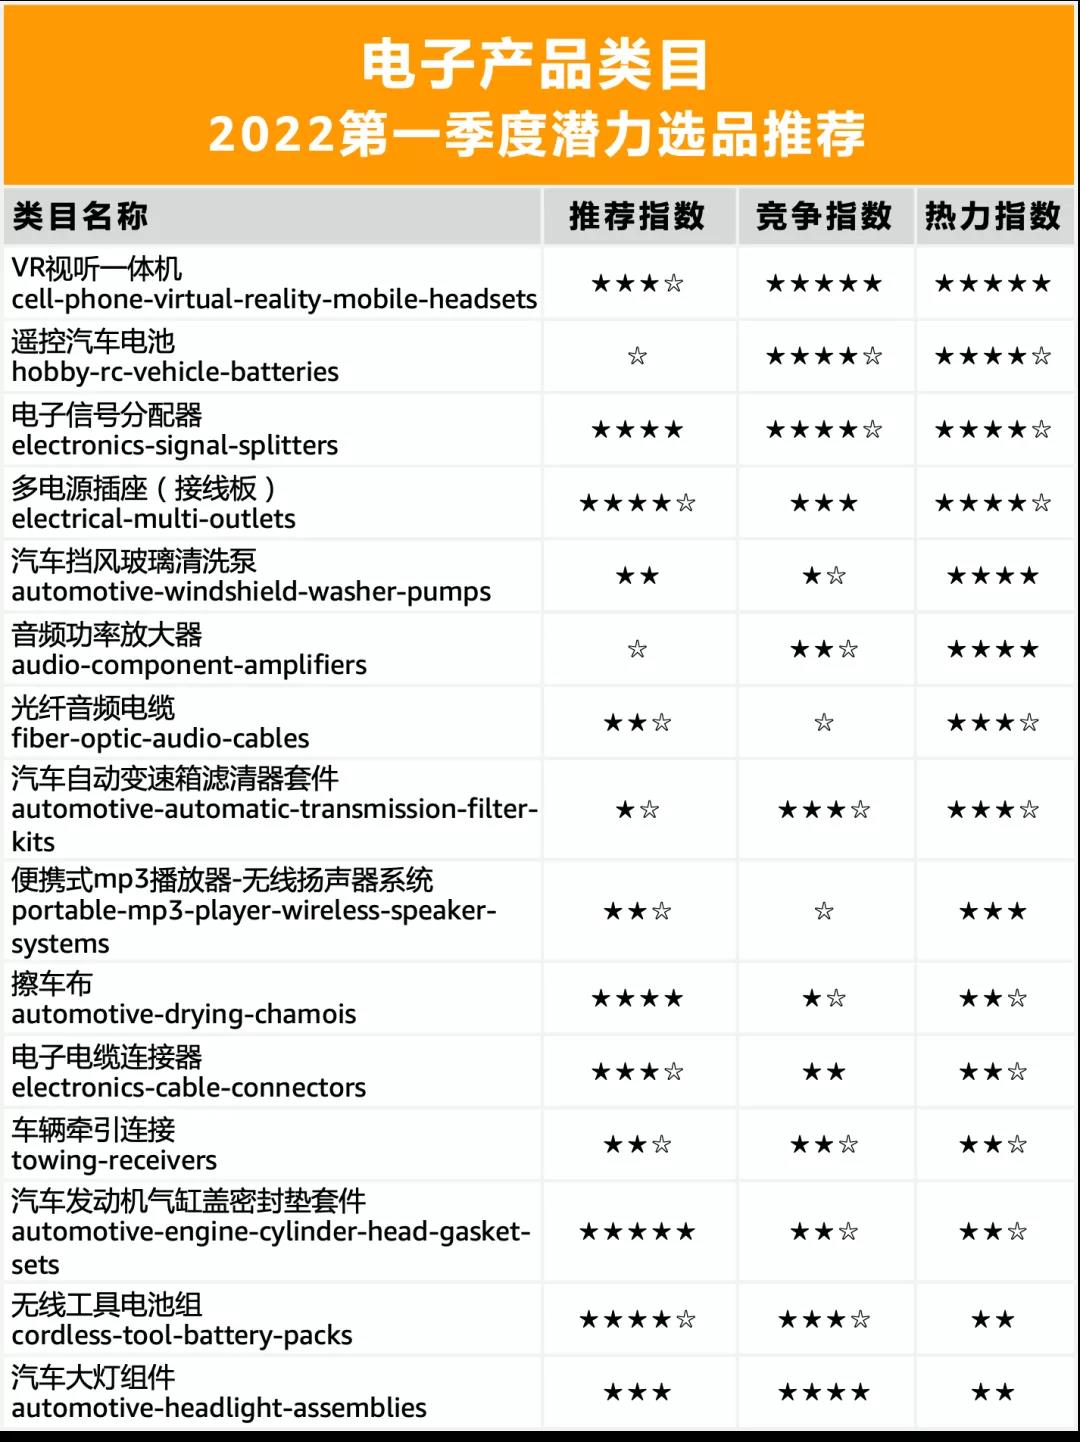 电子产品类目
2022第一季度潜力选品推荐
类目名称 推荐指数 竞争指数 热力指数
VR视听一体机
cell-phone-virtual-reality-mobile-headsets ★★★☆ ★★★★★ ★★★★★
遥控汽车电池
hobby-rc-vehicle-batteries ☆ ★★★★☆ ★★★★☆
电子信号分配器
electronics-signal-splitters ★★★★ ★★★★☆ ★★★★☆
多电源插座（接线板）
electrical-multi-outlets ★★★★☆ ★★★ ★★★★☆
汽车挡风玻璃清洗泵
automotive-windshield-washer-pumps ★★ ★☆ ★★★★
音频功率放大器
audio-component-amplifiers ☆ ★★☆ ★★★★
光纤音频电缆
fiber-optic-audio-cables ★★☆ ☆ ★★★☆
汽车自动变速箱滤清器套件
automotive-automatic-transmission-filter- ★☆ ★★★☆ ★★★☆
kits
便携式mp3播放器-无线扬声器系统
portable-mp3-player-wireless-speaker- ★★☆ ☆ ★★★
systems
擦车布
automotive-drying-chamois ★★★★ ★☆ ★★☆
电子电缆连接器
electronics-cable-connectors ★★★☆ ★★ ★★☆
车辆牵引连接
towing-receivers ★★☆ ★★☆ ★★☆
汽车发动机气缸盖密封垫套件
automotive-engine-cylinder-head-gasket- ★★★★★ ★★☆ ★★☆
sets
无线工具电池组
cordless-tool-battery-packs ★★★★☆ ★★★☆ ★★
汽车大灯组件
automotive-headlight-assemblies ★★★ ★★★★ ★★